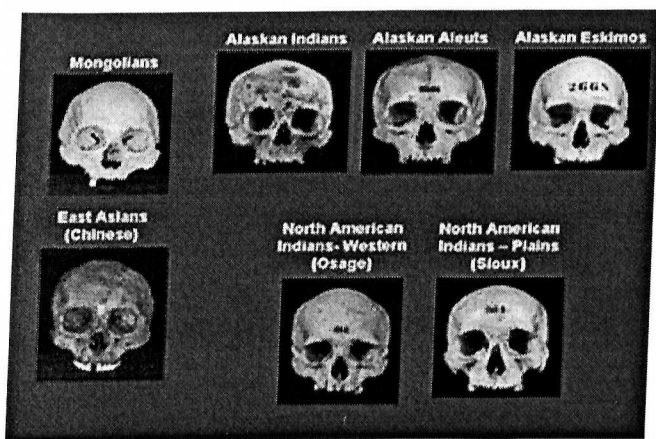 Mongolians
Alaskan Indians
Alaskan Aleuts
Alaskan Eskimos
2668
East Asians
(Chinese)
North American
Indians- Western
(Osage)
North American
Indians – Plains
(Sioux)